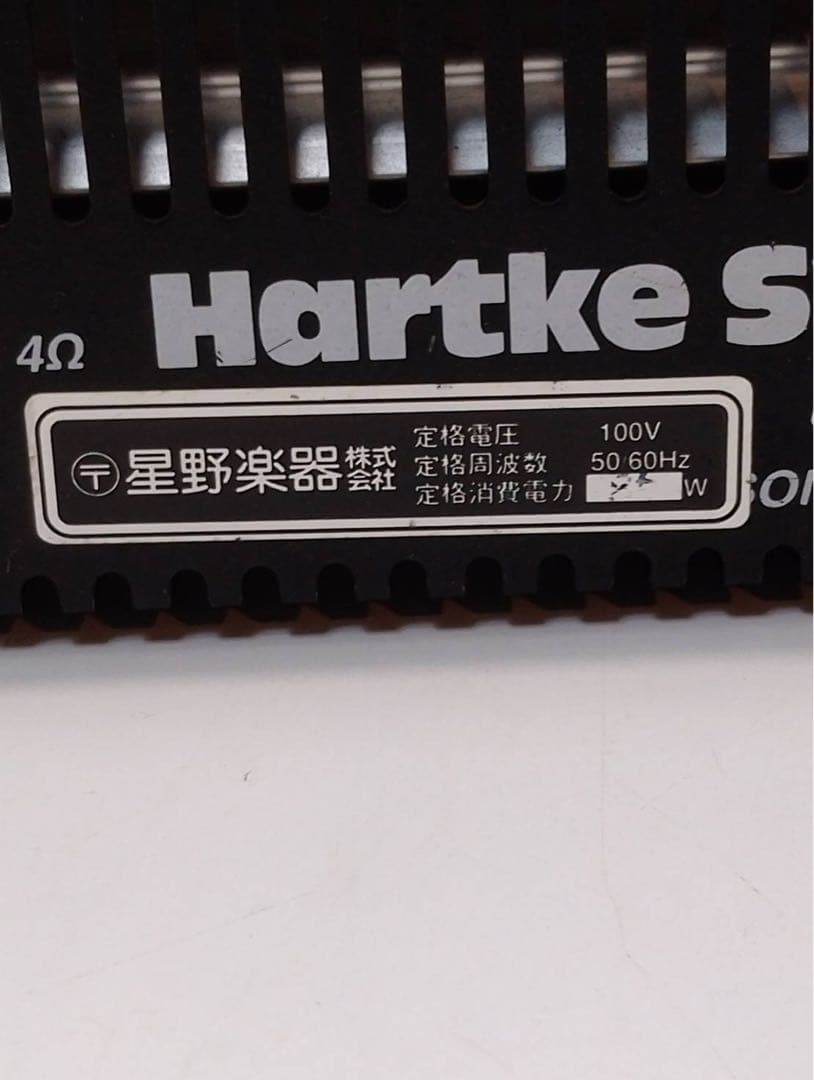 Hartke S
4Ω
〶星野楽器株式会社
定格電圧 100V
定格周波数 50/60Hz
定格消費電力 W